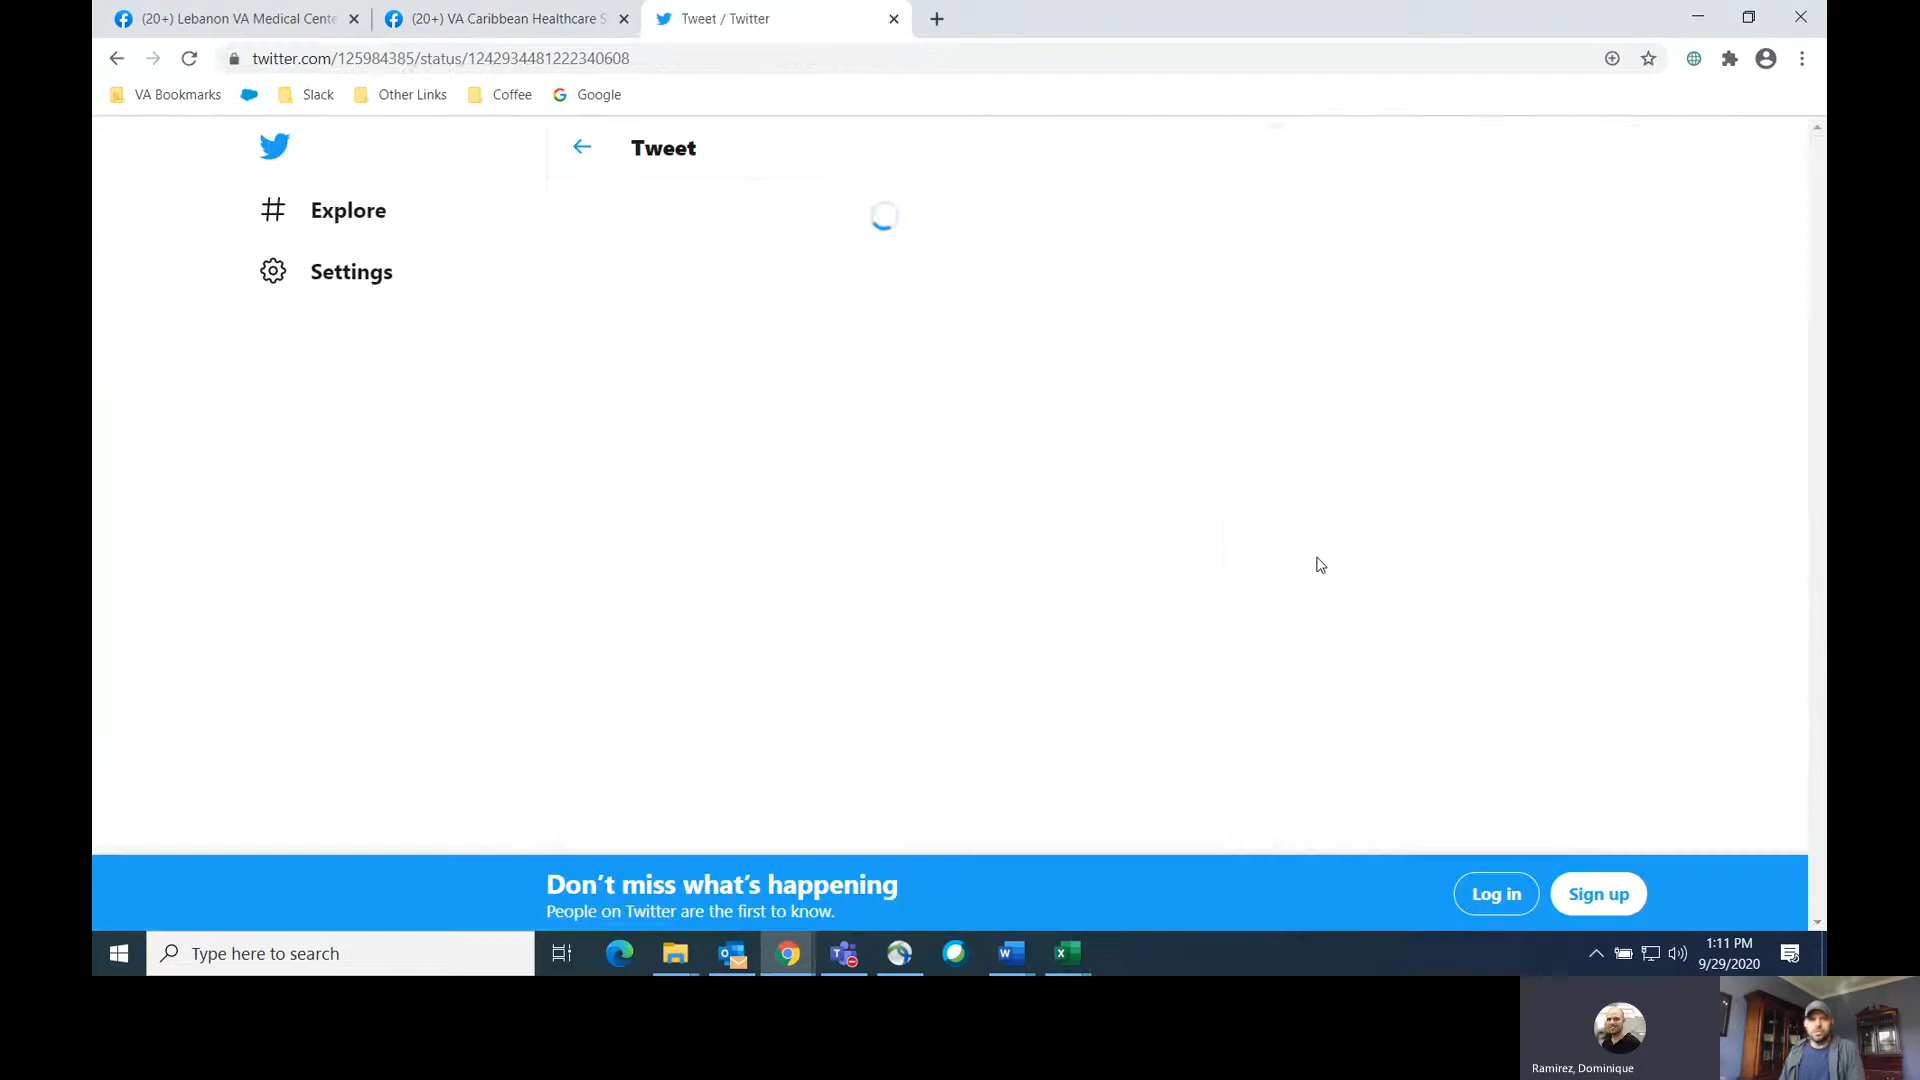 (20+) Lebanon VA Medical Cente
(20+) VA Caribbean Healthcare S
Tweet / Twitter
twitter.com/125984385/status/1242934481222340608
VA Bookmarks
Slack
Other Links
Coffee
Google
Tweet
Explore
Settings
Don't miss what's happening
People on Twitter are the first to know.
Log in
Sign up
Type here to search
1:11 PM
9/29/2020
Ramirez, Dominique